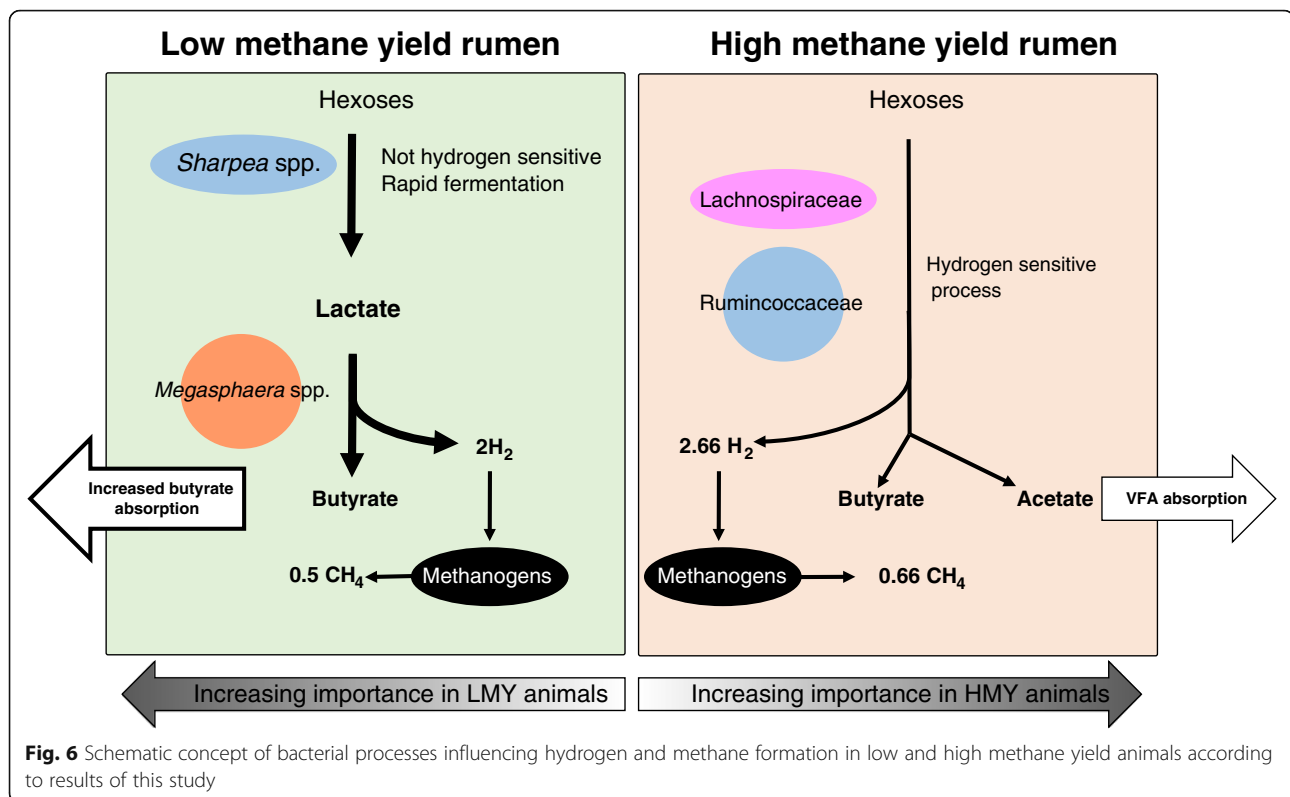 Low methane yield rumen
Hexoses
Sharpea spp.
Not hydrogen sensitive
Rapid fermentation
Lactate
Megasphaera spp.
2H₂
Butyrate
Increased butyrate
absorption
0.5 CH₄
Methanogens
Increasing importance in LMY animals
High methane yield rumen
Hexoses
Lachnospiraceae
Rumincoccaceae
Hydrogen sensitive
process
2.66 H₂
Butyrate
Acetate
VFA absorption
Methanogens
0.66 CH₄
Increasing importance in HMY animals
Fig. 6 Schematic concept of bacterial processes influencing hydrogen and methane formation in low and high methane yield animals according
to results of this study